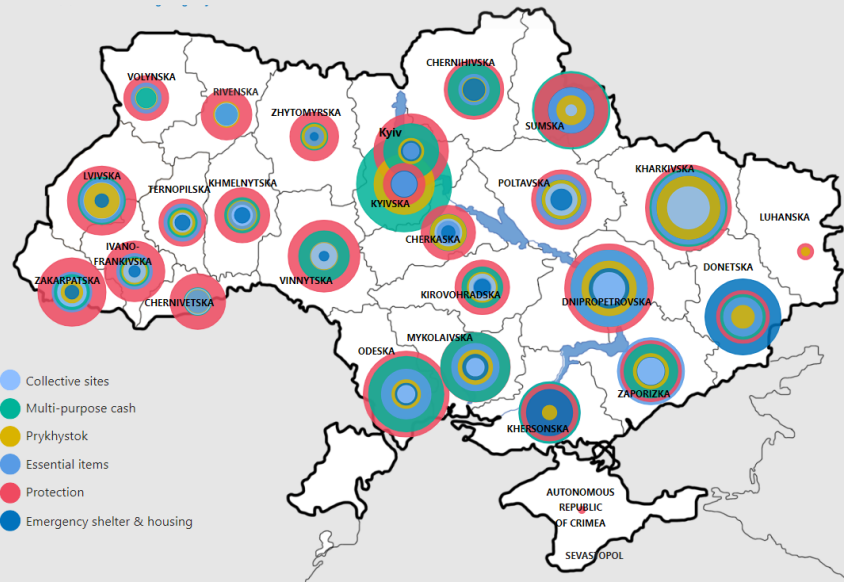 CHERNIHIVSKA
VOLYNSKA
RIVENSKA
ZHYTOMYRSKA
SUMSKA
Kyiv
KHARKIVSKA
LVIVSKA
TERNOPILSKA
KHMELNYTSKA
POLTAVSKA
KYIVSKA
LUHANSKA
CHERKASKA
IVANO-
FRANKIVSKA
DONETSKA
ZAKARPATSKA
VINNYTSKA
KIROVOHRADSKA
CHERNIVETSKA
DNIPROPETROVSKA
MYKOLAIVSKA
ODESKA
ZAPORIZKA
KHERSONSKA
Collective sites
Multi-purpose cash
Prykhystok
Essential items
Protection
Emergency shelter & housing
AUTONOMOUS
REPUBLIC
OF CRIMEA
SEVASTOPOL